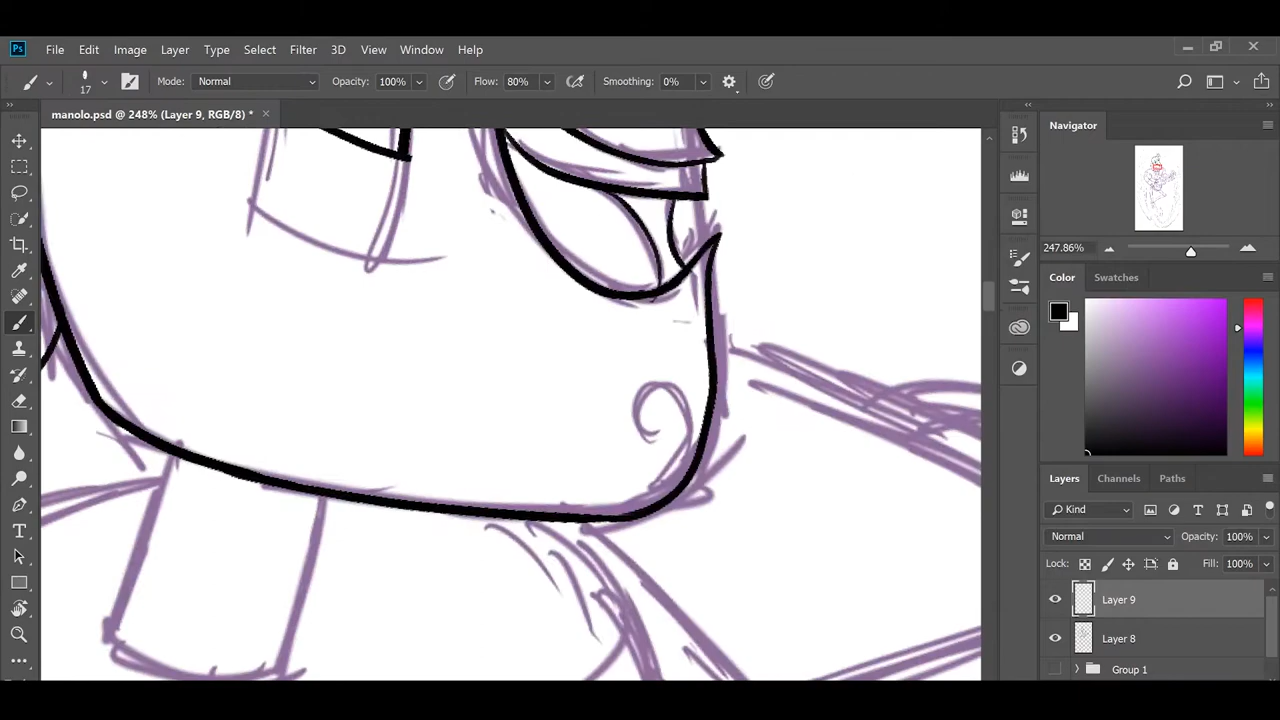 Ps File Edit Image Layer Type Select Filter 3D View Window Help
17 Mode: Normal Opacity: 100% Flow: 80% Smoothing: 0%
manolo.psd @ 248% (Layer 9, RGB/8) *
Navigator
247.86%
Color Swatches
Layers Channels Paths
Kind
Normal Opacity: 100%
Lock: Fill: 100%
Layer 9
Layer 8
Group 1